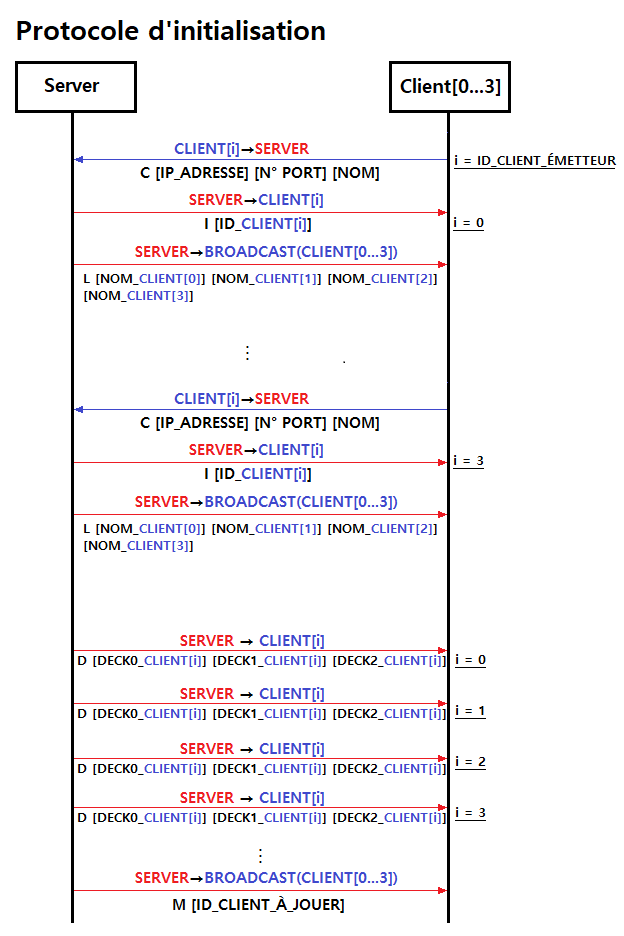 Protocole d'initialisation
Server
Client[0...3]
CLIENT[i]→SERVER
i = ID_CLIENT_ÉMETTEUR
C [IP_ADRESSE] [N° PORT] [NOM]
SERVER→CLIENT[i]
I [ID_CLIENT[i]]
i = 0
SERVER→BROADCAST(CLIENT[0...3])
L [NOM_CLIENT[0]] [NOM_CLIENT[1]] [NOM_CLIENT[2]]
[NOM_CLIENT[3]]
⋮
.
CLIENT[i]→SERVER
C [IP_ADRESSE] [N° PORT] [NOM]
SERVER→CLIENT[i]
i = 3
I [ID_CLIENT[i]]
SERVER→BROADCAST(CLIENT[0...3])
L [NOM_CLIENT[0]] [NOM_CLIENT[1]] [NOM_CLIENT[2]]
[NOM_CLIENT[3]]
SERVER → CLIENT[i]
D [DECK0_CLIENT[i]] [DECK1_CLIENT[i]] [DECK2_CLIENT[i]]
i = 0
SERVER → CLIENT[i]
D [DECK0_CLIENT[i]] [DECK1_CLIENT[i]] [DECK2_CLIENT[i]]
i = 1
SERVER → CLIENT[i]
D [DECK0_CLIENT[i]] [DECK1_CLIENT[i]] [DECK2_CLIENT[i]]
i = 2
SERVER → CLIENT[i]
D [DECK0_CLIENT[i]] [DECK1_CLIENT[i]] [DECK2_CLIENT[i]]
i = 3
⋮
SERVER→BROADCAST(CLIENT[0...3])
M [ID_CLIENT_À_JOUER]